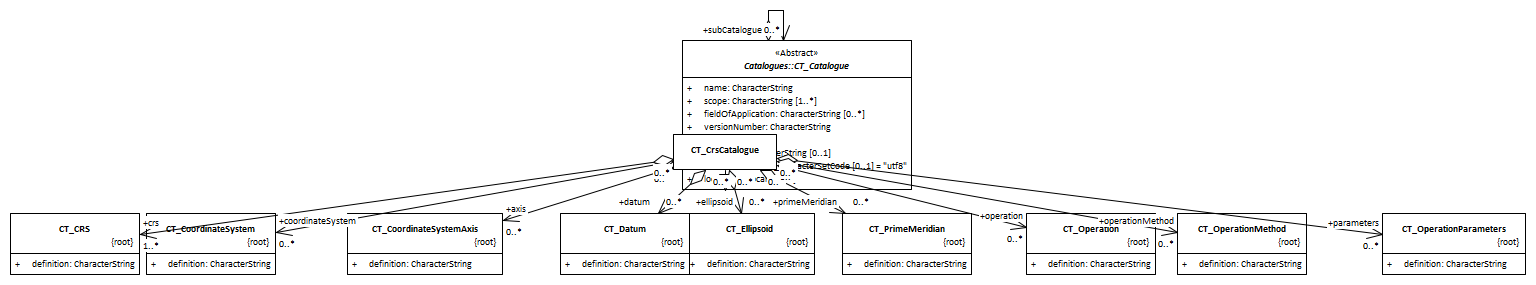 +subCatalogue 0..*
«Abstract»
Catalogues::CT_Catalogue
+ name: CharacterString
+ scope: CharacterString [1..*]
+ fieldOfApplication: CharacterString [0..*]
+ versionNumber: CharacterString
CT_CrsCatalogue
[0..1]
[0..1] = "utf8"
0..*
0..*
0..*
0..*
0..*
+datum 0..*
+ellipsoid 0..*
+primeMeridian 0..*
+axis
0..*
+crs
1..*
+coordinateSystem
0..*
+operation
0..*
+operationMethod
0..*
+parameters
0..*
CT_CRS
{root}
+ definition: CharacterString
CT_CoordinateSystem
{root}
+ definition: CharacterString
CT_CoordinateSystemAxis
{root}
+ definition: CharacterString
CT_Datum
{root}
+ definition: CharacterString
CT_Ellipsoid
{root}
+ definition: CharacterString
CT_PrimeMeridian
{root}
+ definition: CharacterString
CT_Operation
{root}
+ definition: CharacterString
CT_OperationMethod
{root}
+ definition: CharacterString
CT_OperationParameters
{root}
+ definition: CharacterString